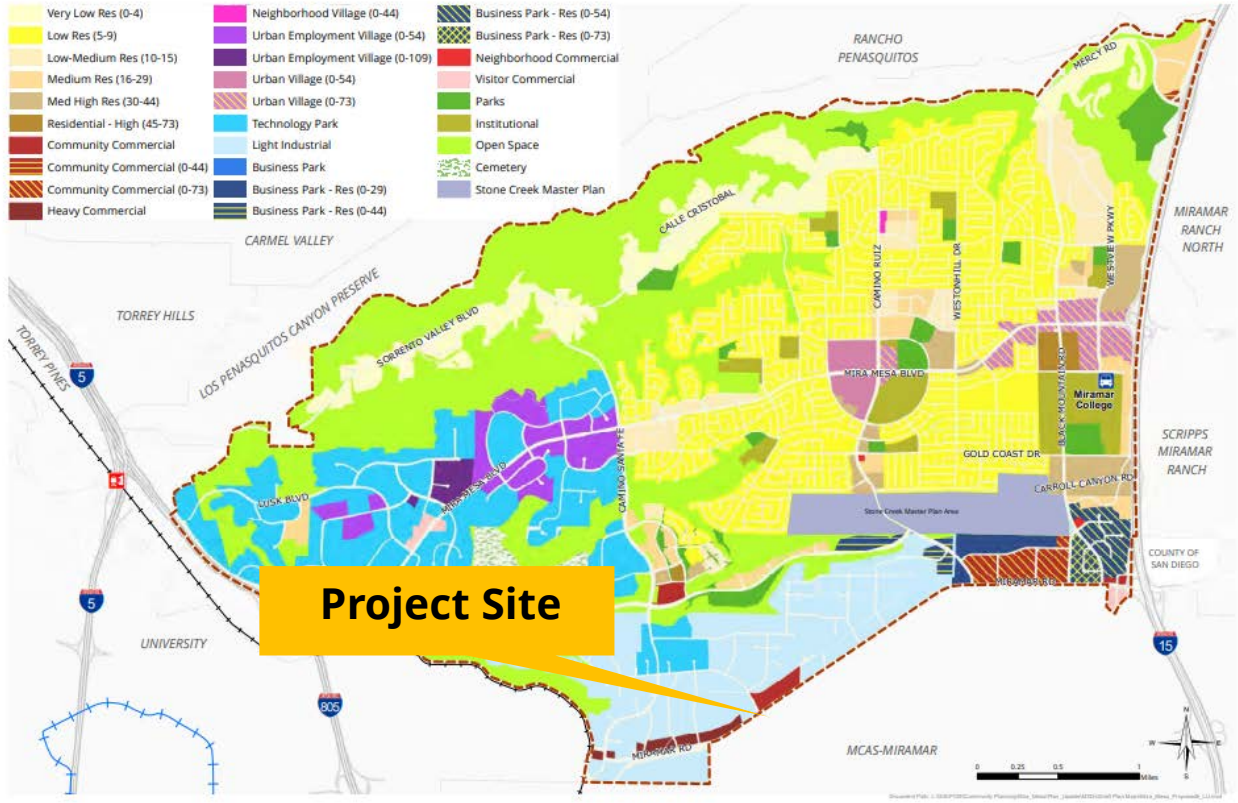 Very Low Res (0-4)
Low Res (5-9)
Low-Medium Res (10-15)
Medium Res (16-29)
Med High Res (30-44)
Residential - High (45-73)
Community Commercial
Community Commercial (0-44)
Community Commercial (0-73)
Heavy Commercial
Neighborhood Village (0-44)
Urban Employment Village (0-54)
Urban Employment Village (0-109)
Urban Village (0-54)
Urban Village (0-73)
Technology Park
Light Industrial
Business Park
Business Park - Res (0-29)
Business Park - Res (0-44)
Business Park - Res (0-54)
Business Park - Res (0-73)
Neighborhood Commercial
Visitor Commercial
Parks
Institutional
Open Space
Cemetery
Stone Creek Master Plan
RANCHO
PENASQUITOS
MERCY RD
CALLE CRISTOBAL
CARMEL VALLEY
MIRAMAR
RANCH
NORTH
WESTVIEW PKWY
CAMINO RUIZ
WESTONHILL DR
TORREY HILLS
LOS PENASQUITOS CANYON PRESERVE
SORRENTO VALLEY BLVD
TORREY PINES
5
MIRA MESA BLVD
BLACK MOUNTAIN RD
Miramar
College
SCRIPPS
MIRAMAR
RANCH
GOLD COAST DR
CARROLL CANYON RD
CAMINO SANTA FE
MIRA MESA BLVD
LUSK BLVD
Stone Creek Master Plan Area
COUNTY OF
SAN DIEGO
MIRAMAR RD
Project Site
5
UNIVERSITY
805
15
MIRAMAR RD
MCAS-MIRAMAR
N
W
E
S
0 0.25 0.5 1
Miles